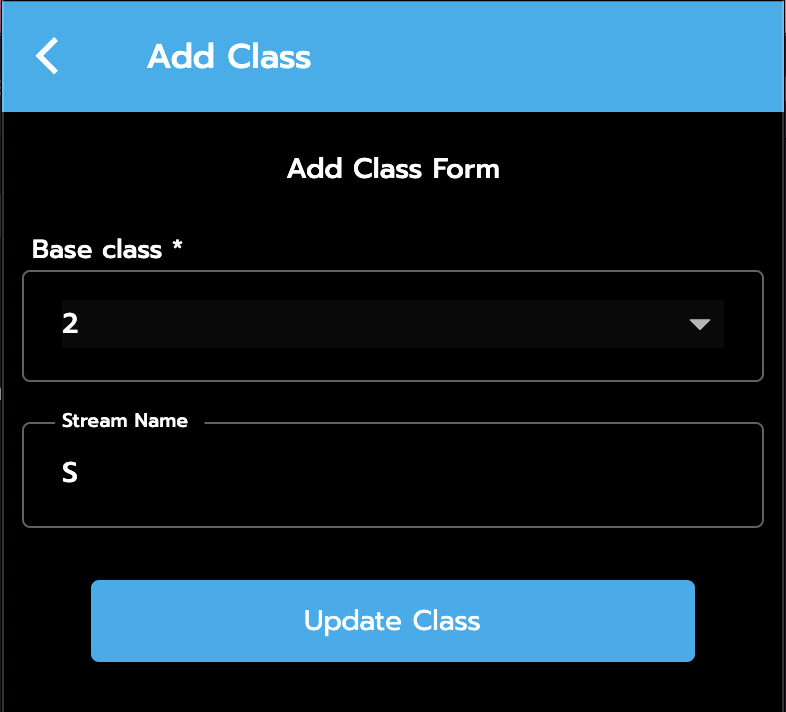 Add Class
Add Class Form
Base class *
2
Stream Name
S
Update Class